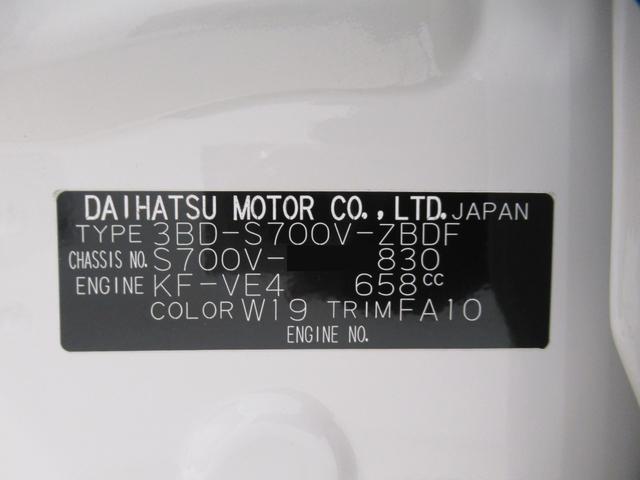 DAIHATSU MOTOR CO.,LTD. JAPAN
TYPE 3BD-S700V-ZBDF
CHASSIS NO. S700V- 830
ENGINE KF-VE4 658cc
COLOR W19 TRIM FA10
ENGINE NO.